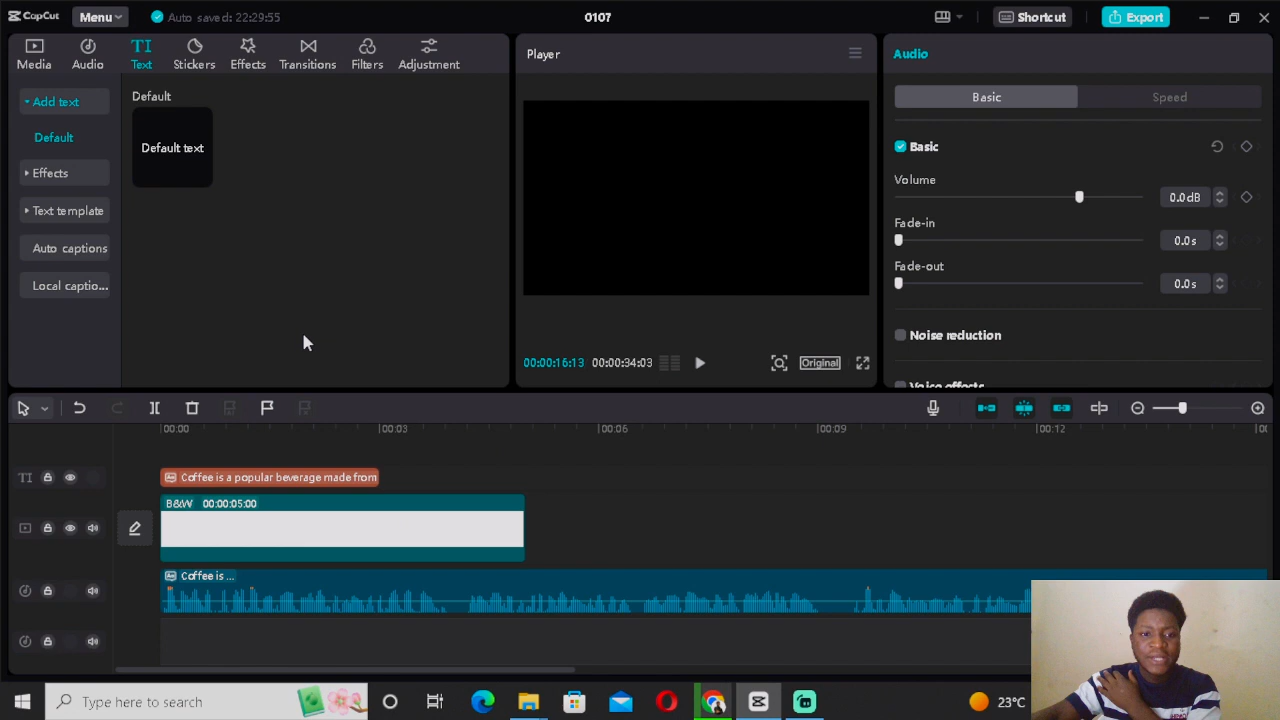 CapCut
Menu
Auto saved: 22:29:55
0107
Shortcut
Export
Media
Audio
TI
Text
Stickers
Effects
Transitions
Filters
Adjustment
Add text
Default
Effects
Text template
Auto captions
Local captio...
Default
Default text
Player
00:00:16:13
00:00:34:03
Original
Audio
Basic
Speed
Basic
Volume
0.0dB
Fade-in
0.0s
Fade-out
0.0s
Noise reduction
Voice effects
00:00
00:03
00:06
00:09
00:12
TI
Coffee is a popular beverage made from
B&W 00:00:05:00
Coffee is ...
Type here to search
23°C